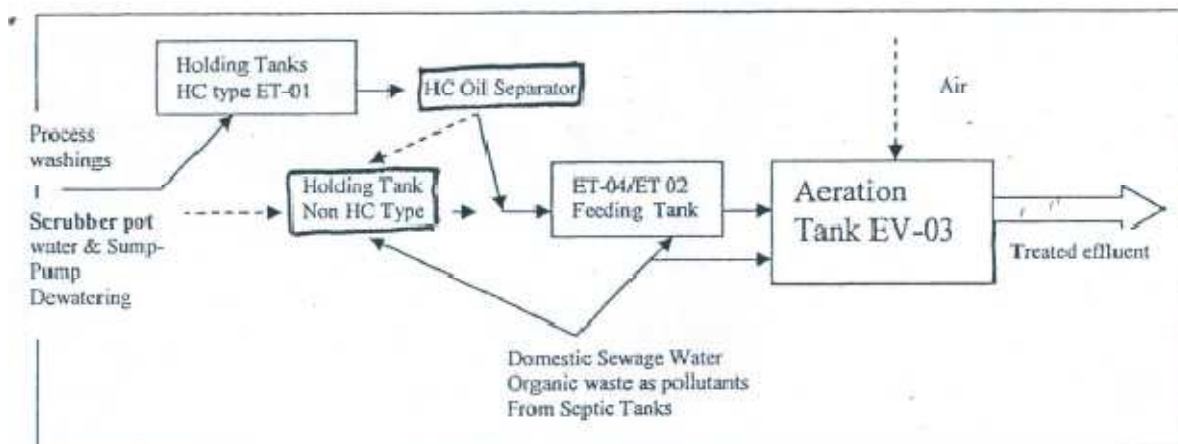 Holding Tanks
HC type ET-01
HC Oil Separator
Air
Process
washings
Holding Tank
Non HC Type
ET-04/ET 02
Feeding Tank
Aeration
Tank EV-03
Scrubber pot
water & Sump-
Pump
Dewatering
Treated effluent
Domestic Sewage Water
Organic waste as pollutants
From Septic Tanks